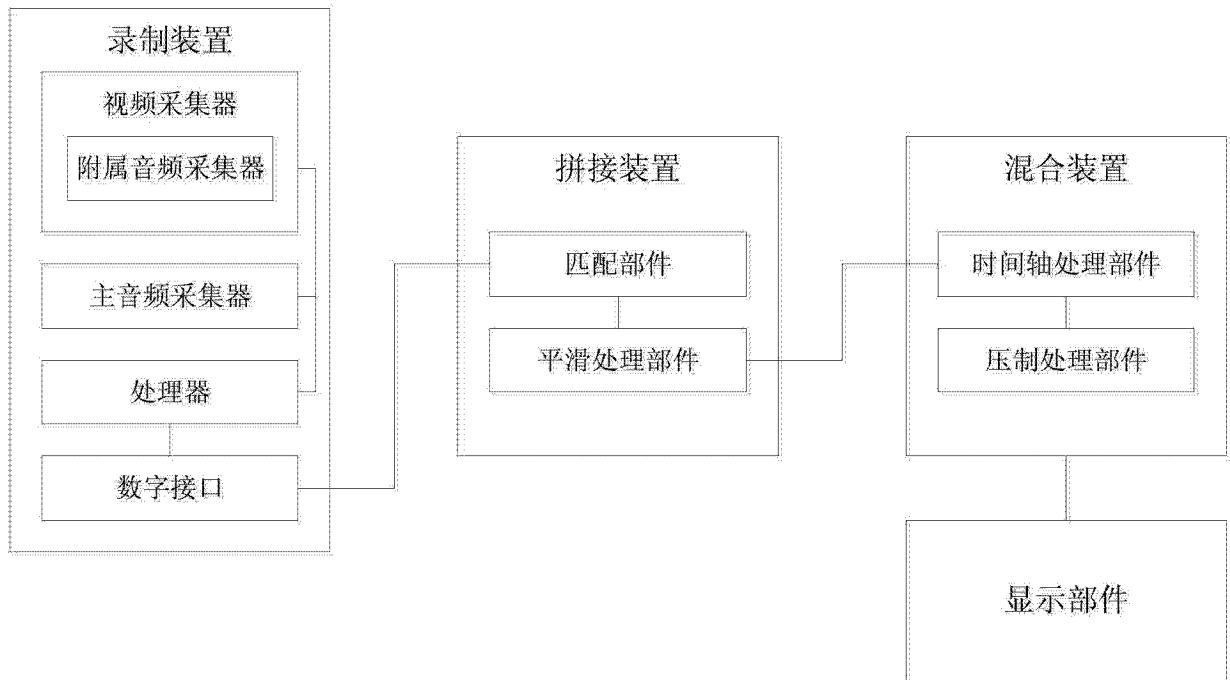 录制装置
视频采集器
附属音频采集器
主音频采集器
处理器
数字接口
拼接装置
匹配部件
平滑处理部件
混合装置
时间轴处理部件
压制处理部件
显示部件